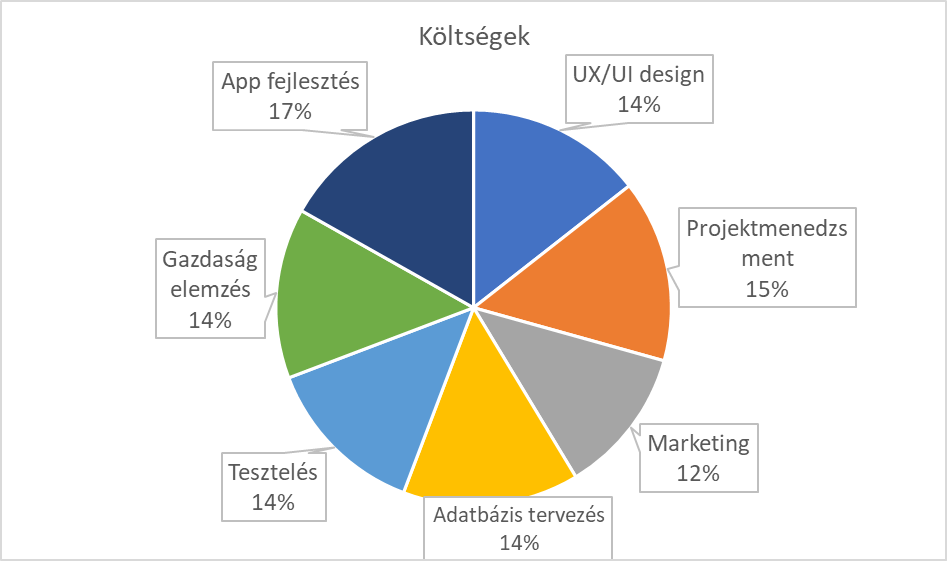 Költségek
UX/UI design
14%
Projektmenedzs
ment
15%
Marketing
12%
Adatbázis tervezés
14%
Tesztelés
14%
Gazdaság
elemzés
14%
App fejlesztés
17%